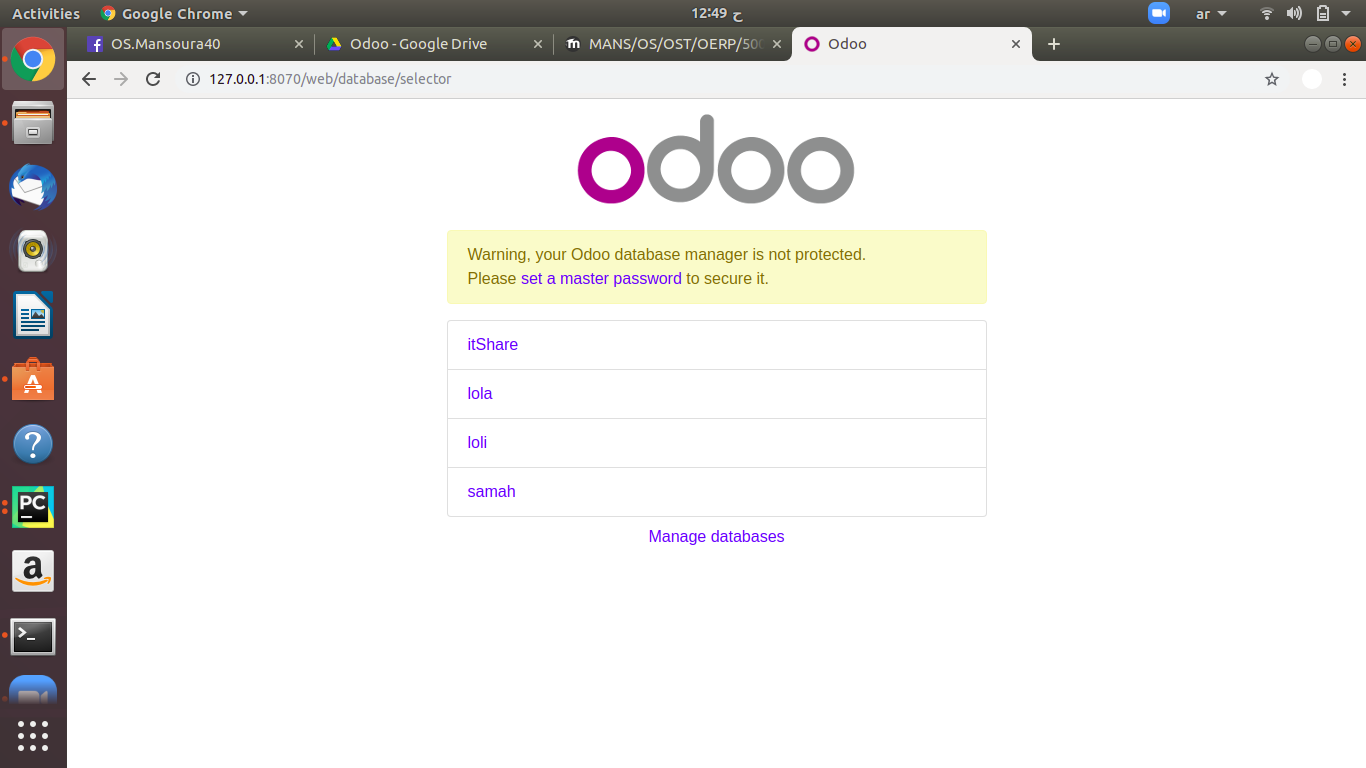 Activities
Google Chrome
ح 12:49
ar
OS.Mansoura40
Odoo - Google Drive
MANS/OS/OST/OERP/500
Odoo
127.0.0.1:8070/web/database/selector
odoo
Warning, your Odoo database manager is not protected.
Please set a master password to secure it.
itShare
lola
loli
samah
Manage databases
PC
a